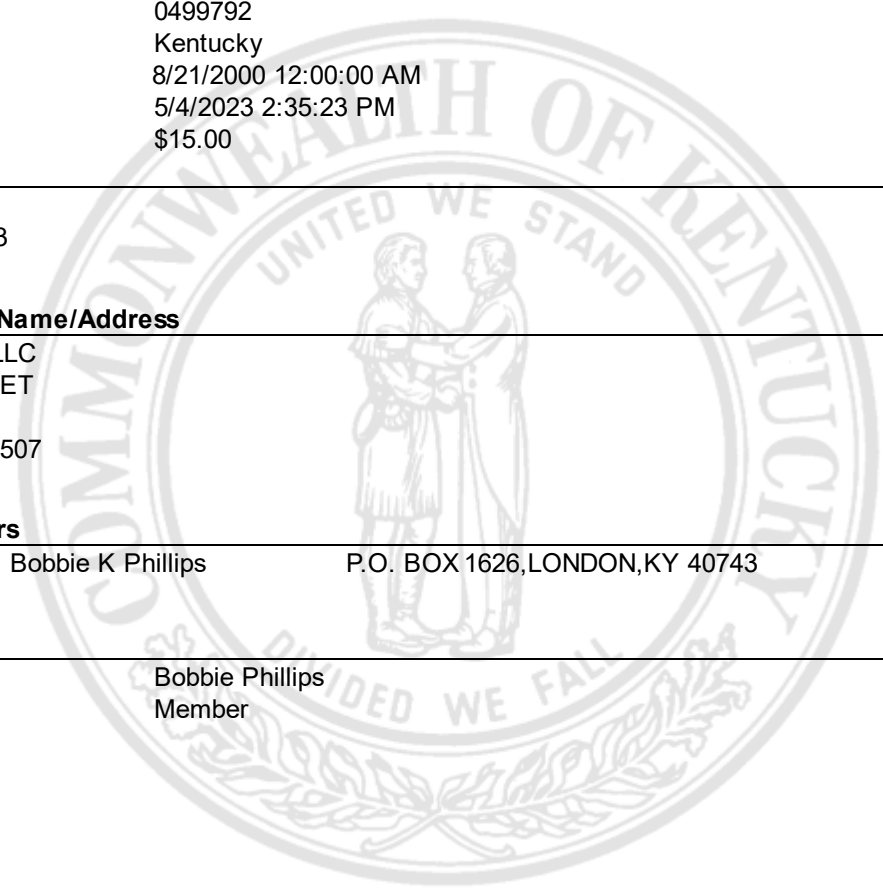 0499792
Kentucky
8/21/2000 12:00:00 AM
5/4/2023 2:35:23 PM
$15.00
3
Name/Address
LLC
ET
507
rs
Bobbie K Phillips P.O. BOX 1626,LONDON,KY 40743
Bobbie Phillips
Member
COMMONWEALTH OF KENTUCKY
UNITED WE STAND
DIVIDED WE FALL